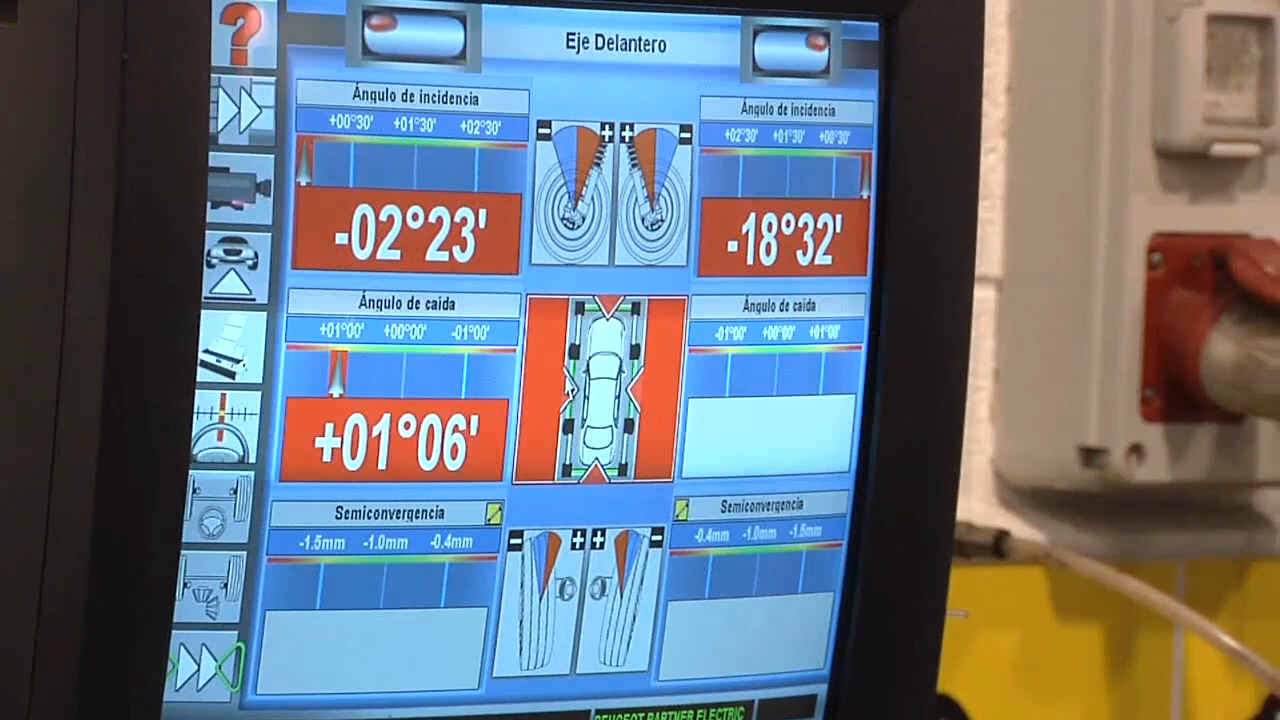 Eje Delantero
Ángulo de incidencia
+00°30' +01°30' +02°30'
-02°23'
Ángulo de incidencia
+02°30' +01°30' +00°30'
-18°32'
Ángulo de caída
+01°00' +00°00' -01°00'
+01°06'
Ángulo de caída
-01°00' +00°00' +01°00'
Semiconvergencia
-1.5mm -1.0mm -0.4mm
Semiconvergencia
-0.4mm -1.0mm -1.5mm
PEUGEOT PARTNER ELECTRIC